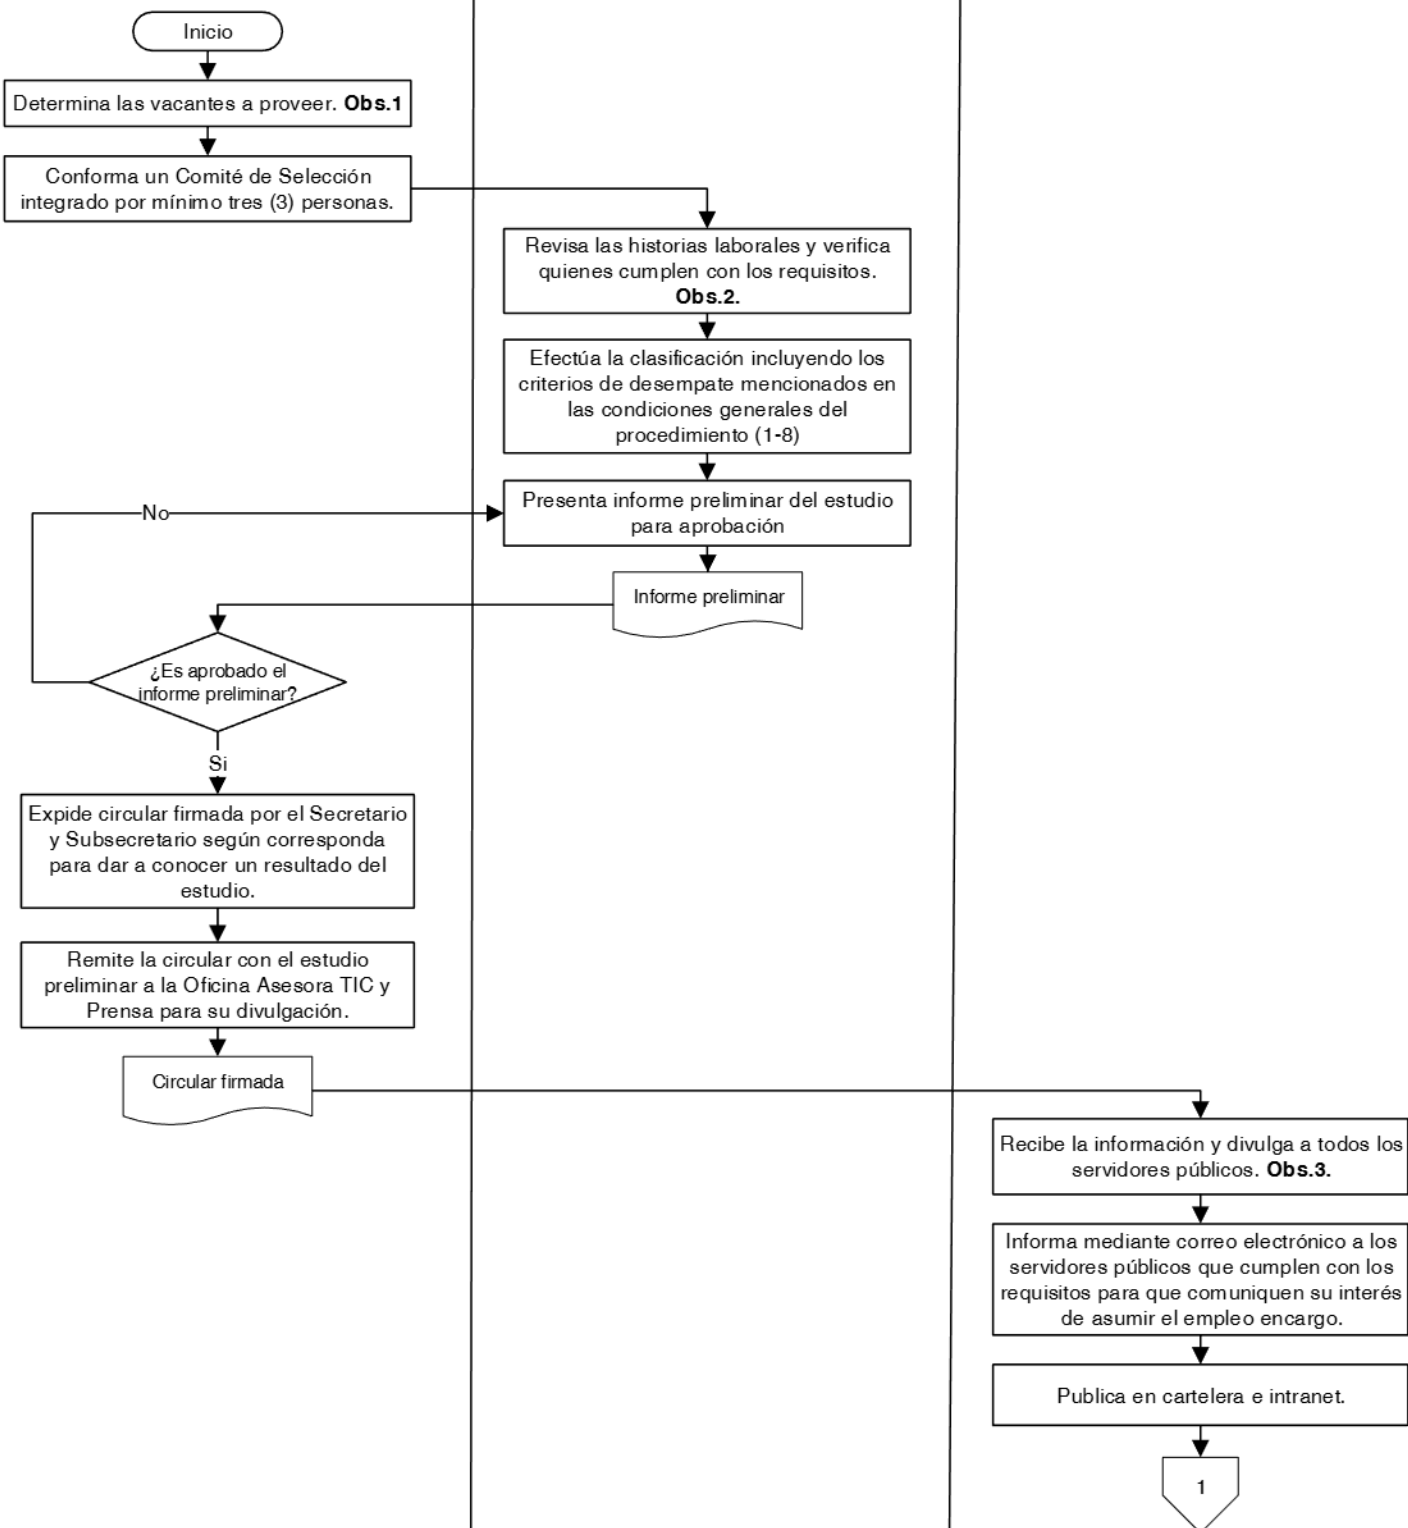 Inicio
Determina las vacantes a proveer. Obs.1
Conforma un Comité de Selección
integrado por mínimo tres (3) personas.
Revisa las historias laborales y verifica
quienes cumplen con los requisitos.
Obs.2.
Efectúa la clasificación incluyendo los
criterios de desempate mencionados en
las condiciones generales del
procedimiento (1-8)
Presenta informe preliminar del estudio
para aprobación
No
Informe preliminar
¿Es aprobado el
informe preliminar?
Si
Expide circular firmada por el Secretario
y Subsecretario según corresponda
para dar a conocer un resultado del
estudio.
Remite la circular con el estudio
preliminar a la Oficina Asesora TIC y
Prensa para su divulgación.
Circular firmada
Recibe la información y divulga a todos los
servidores públicos. Obs.3.
Informa mediante correo electrónico a los
servidores públicos que cumplen con los
requisitos para que comuniquen su interés
de asumir el empleo encargo.
Publica en cartelera e intranet.
1